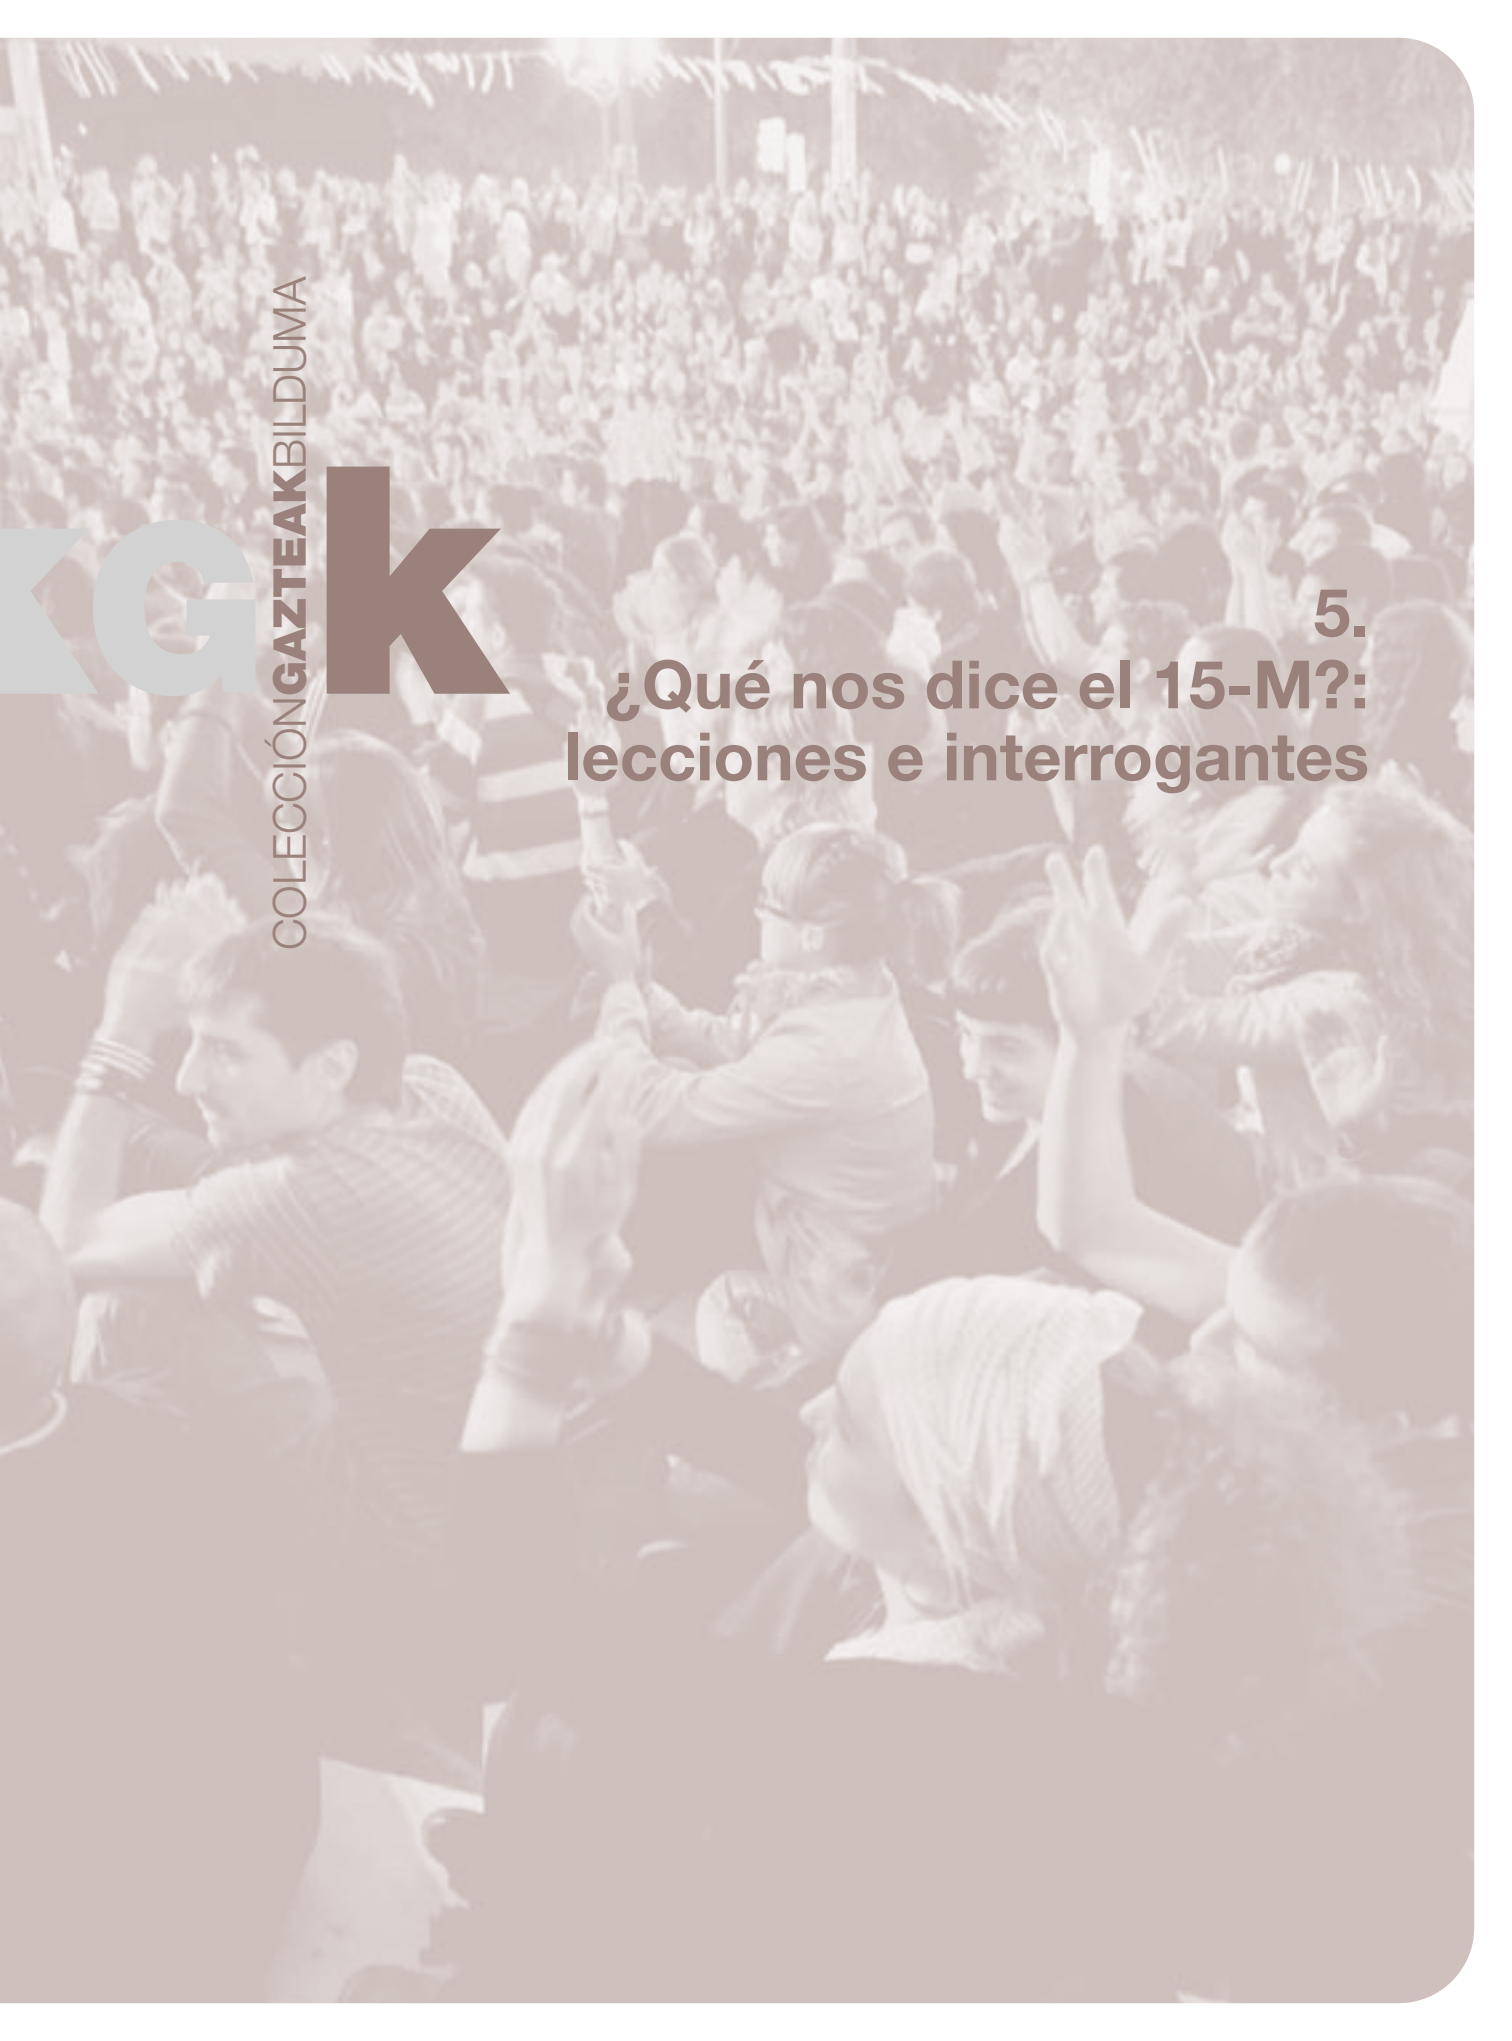 COLECCIÓNGAZTEAKBILDUMA
KGk
5.
¿Qué nos dice el 15-M?:
lecciones e interrogantes